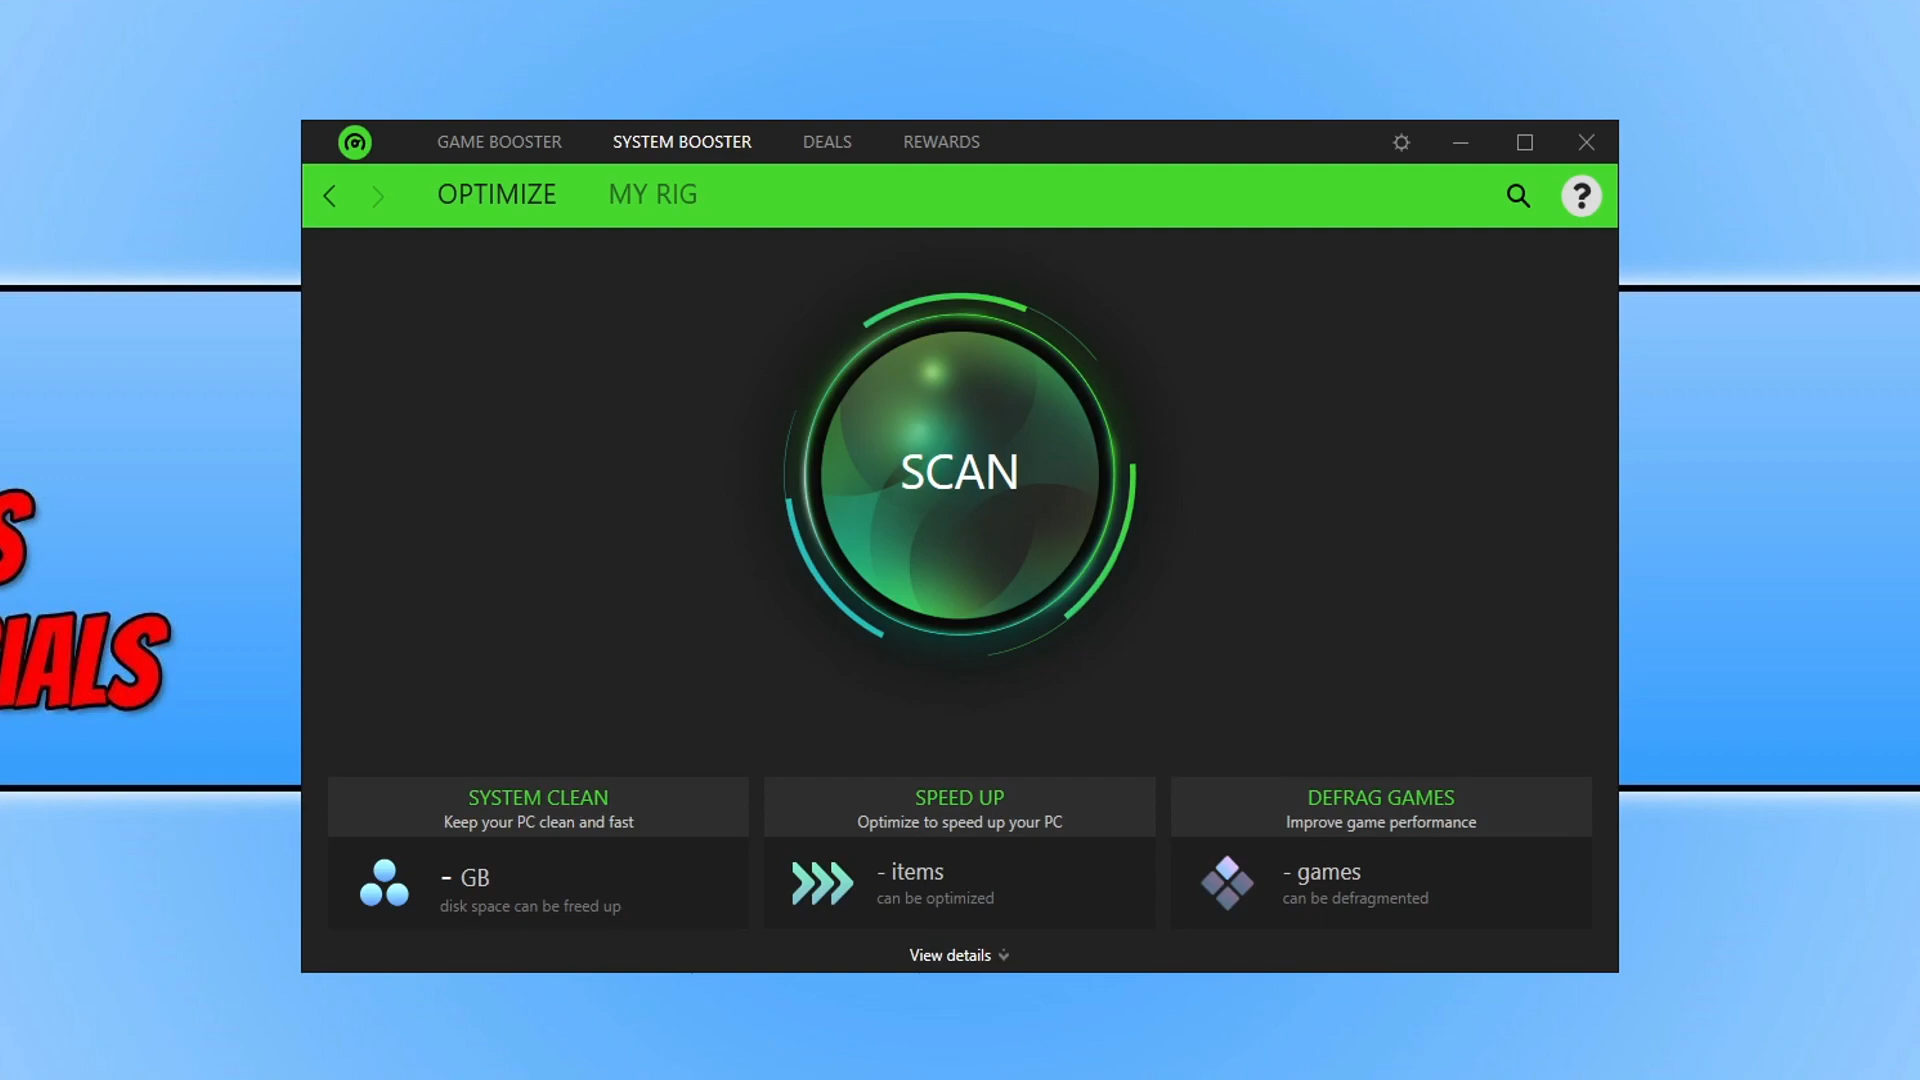 GAME BOOSTER SYSTEM BOOSTER DEALS REWARDS
OPTIMIZE MY RIG ?
SCAN
S
IALS
SYSTEM CLEAN
Keep your PC clean and fast
- GB
disk space can be freed up
SPEED UP
Optimize to speed up your PC
- items
can be optimized
DEFRAG GAMES
Improve game performance
- games
can be defragmented
View details